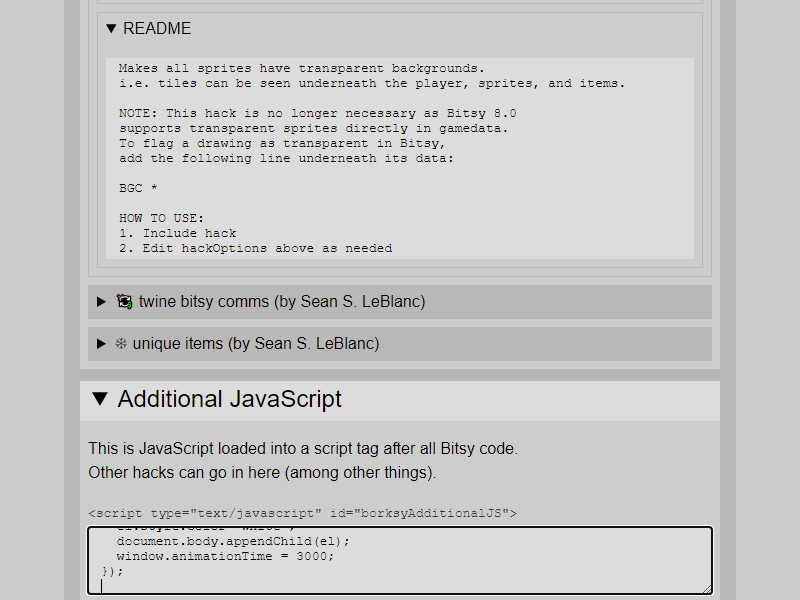 README
Makes all sprites have transparent backgrounds.
i.e. tiles can be seen underneath the player, sprites, and items.
NOTE: This hack is no longer necessary as Bitsy 8.0
supports transparent sprites directly in gamedata.
To flag a drawing as transparent in Bitsy,
add the following line underneath its data:
BGC *
HOW TO USE:
1. Include hack
2. Edit hackOptions above as needed
twine bitsy comms (by Sean S. LeBlanc)
unique items (by Sean S. LeBlanc)
Additional JavaScript
This is JavaScript loaded into a script tag after all Bitsy code.
Other hacks can go in here (among other things).
<script type="text/javascript" id="borksyAdditionalJS">
document.body.appendChild(el);
window.animationTime = 3000;
});